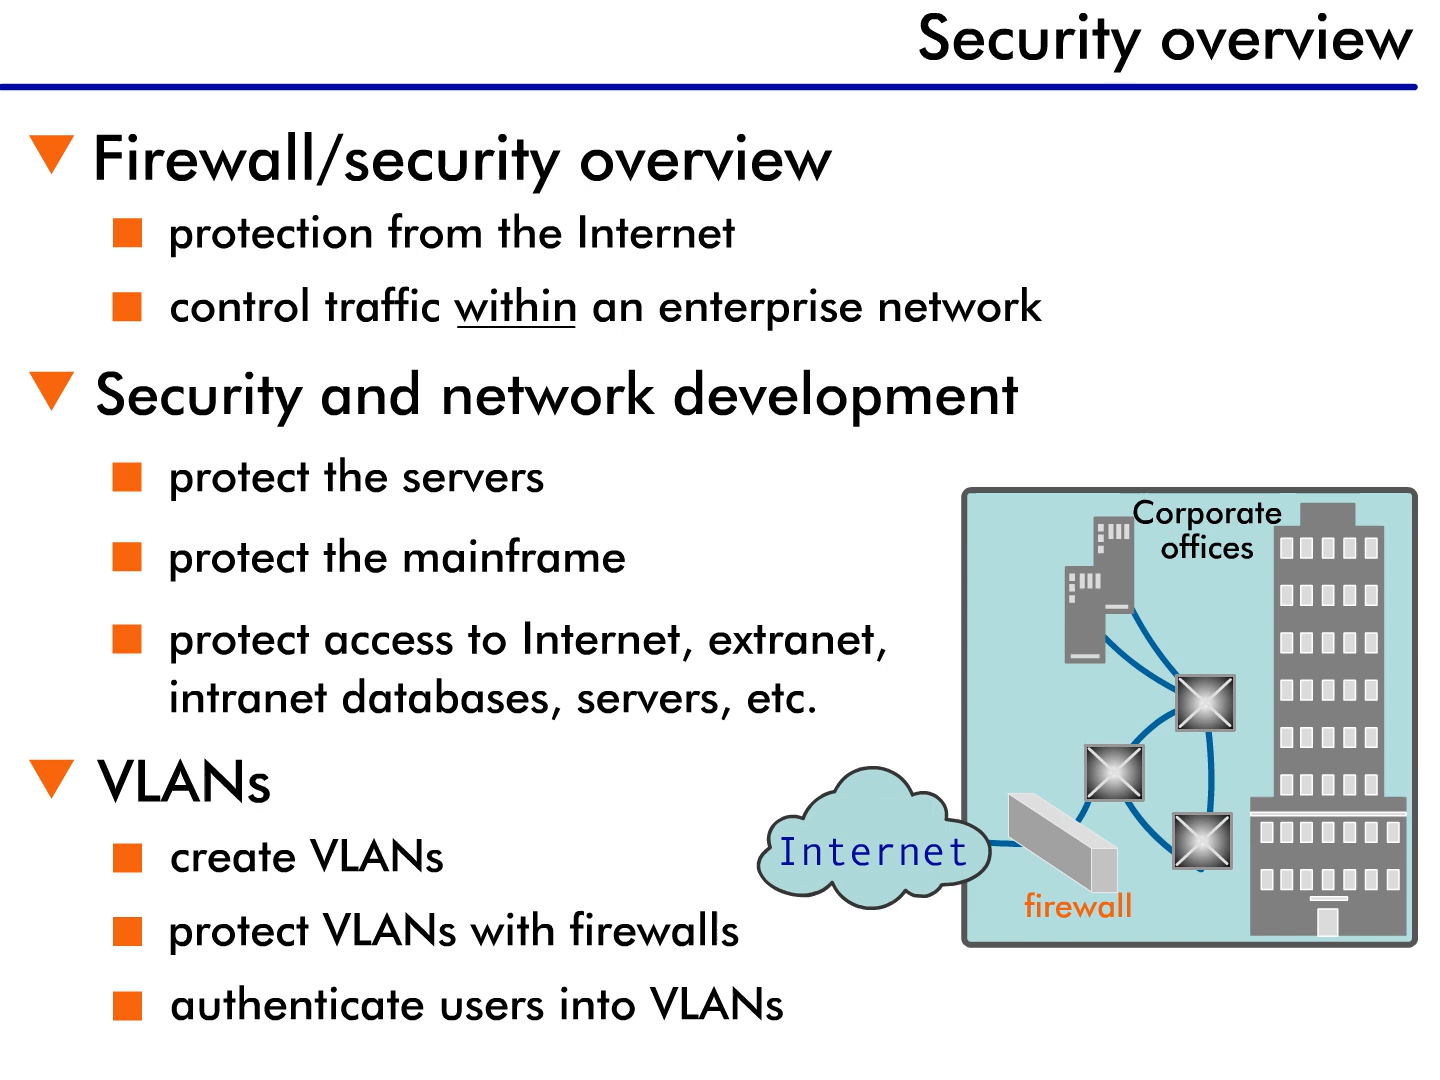 Security overview
Firewall/security overview
protection from the Internet
control traffic within an enterprise network
Security and network development
protect the servers
protect the mainframe
protect access to Internet, extranet,
intranet databases, servers, etc.
VLANs
create VLANs
protect VLANs with firewalls
authenticate users into VLANs
Corporate
offices
Internet
firewall